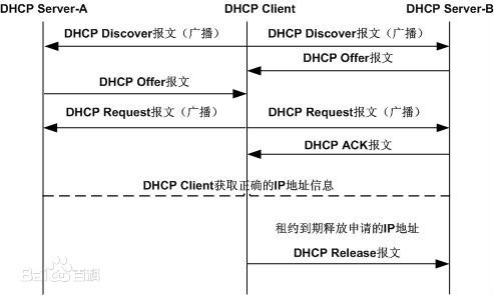 DHCP Server-A DHCP Client DHCP Server-B
DHCP Discover报文（广播） DHCP Discover报文（广播）
DHCP Offer报文
DHCP Offer报文
DHCP Request报文（广播） DHCP Request报文（广播）
DHCP ACK报文
DHCP Client获取正确的IP地址信息
租约到期释放申请的IP地址
DHCP Release报文
Bai百科